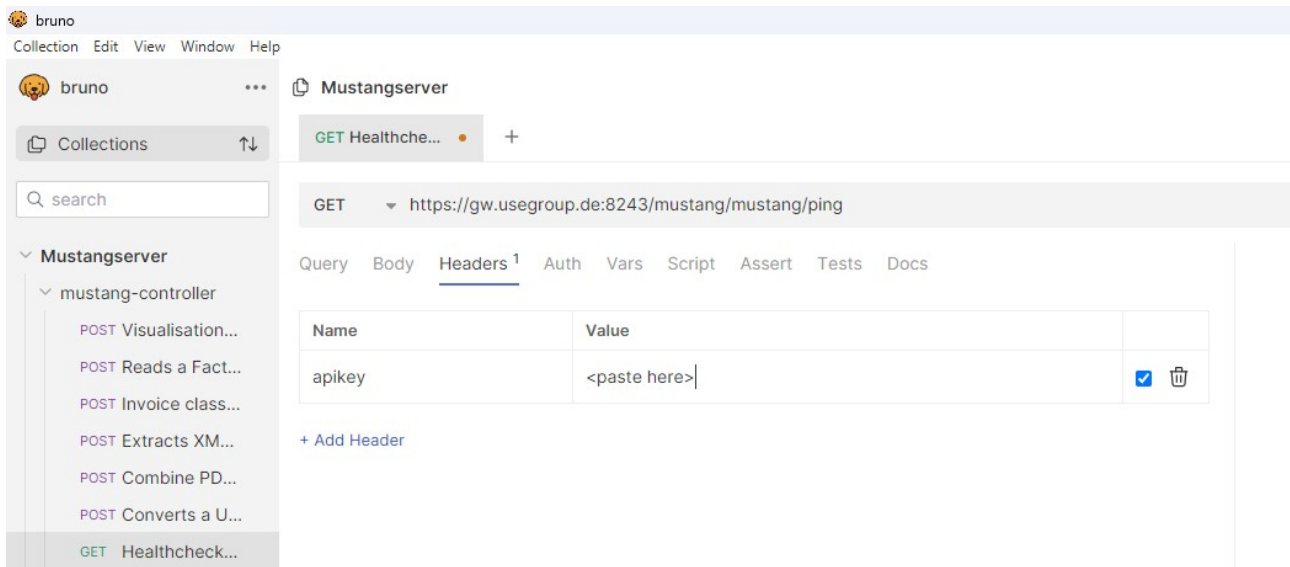 bruno
Collection Edit View Window Help
bruno ...
Collections
search
Mustangserver
mustang-controller
POST Visualisation...
POST Reads a Fact...
POST Invoice class...
POST Extracts XM...
POST Combine PD...
POST Converts a U...
GET Healthcheck...
Mustangserver
GET Healthche... +
GET https://gw.usegroup.de:8243/mustang/mustang/ping
Query Body Headers 1 Auth Vars Script Assert Tests Docs
Name Value
apikey <paste here>
+ Add Header